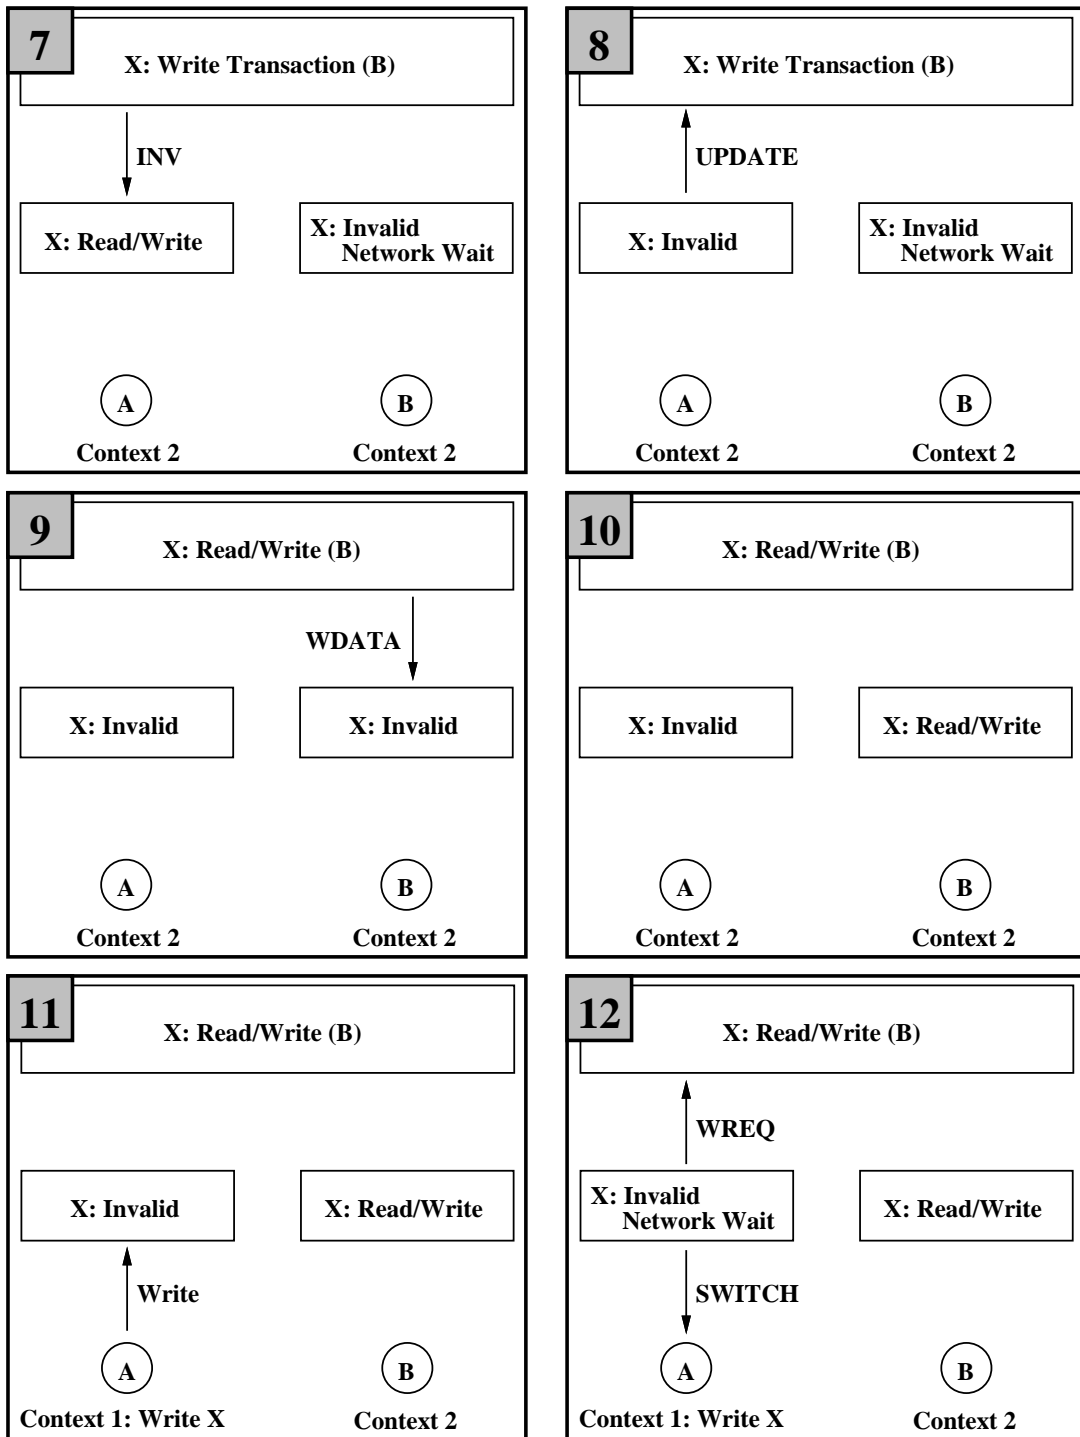 7
X: Write Transaction (B)
INV
X: Read/Write
X: Invalid
Network Wait
A
B
Context 2
Context 2
8
X: Write Transaction (B)
UPDATE
X: Invalid
X: Invalid
Network Wait
A
B
Context 2
Context 2
9
X: Read/Write (B)
WDATA
X: Invalid
X: Invalid
A
B
Context 2
Context 2
10
X: Read/Write (B)
X: Invalid
X: Read/Write
A
B
Context 2
Context 2
11
X: Read/Write (B)
X: Invalid
X: Read/Write
Write
A
B
Context 1: Write X
Context 2
12
X: Read/Write (B)
WREQ
X: Invalid
Network Wait
X: Read/Write
SWITCH
A
B
Context 1: Write X
Context 2